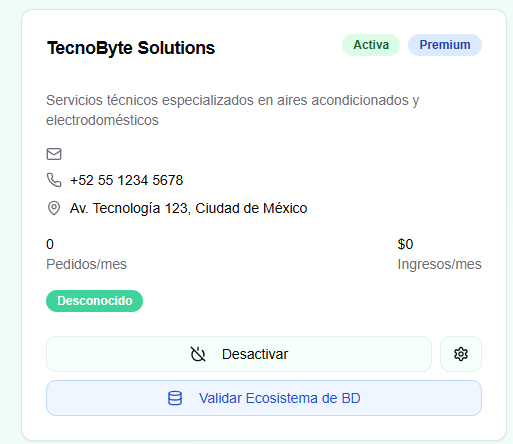 TecnoByte Solutions
Activa
Premium
Servicios técnicos especializados en aires acondicionados y
electrodomésticos
+52 55 1234 5678
Av. Tecnología 123, Ciudad de México
0
$0
Pedidos/mes
Ingresos/mes
Desconocido
Desactivar
Validar Ecosistema de BD